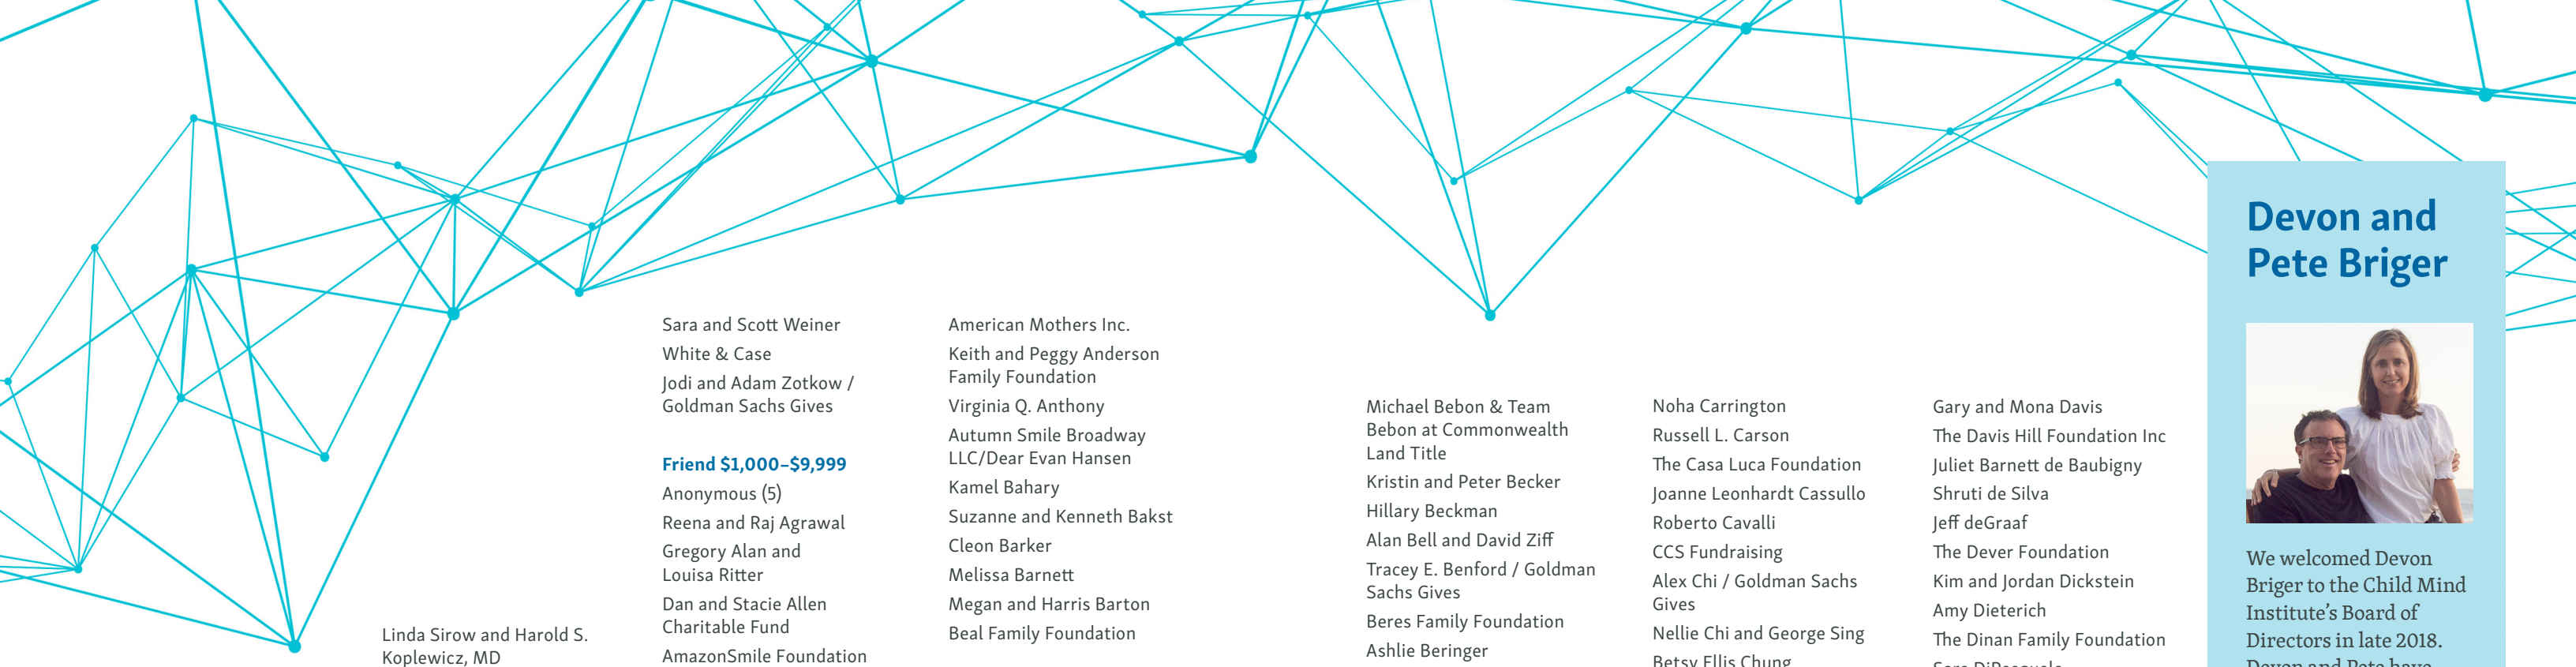 Linda Sirow and Harold S.
Koplewicz, MD
Sara and Scott Weiner
White & Case
Jodi and Adam Zotkow /
Goldman Sachs Gives
Friend $1,000–$9,999
Anonymous (5)
Reena and Raj Agrawal
Gregory Alan and
Louisa Ritter
Dan and Stacie Allen
Charitable Fund
AmazonSmile Foundation
American Mothers Inc.
Keith and Peggy Anderson
Family Foundation
Virginia Q. Anthony
Autumn Smile Broadway
LLC/Dear Evan Hansen
Kamel Bahary
Suzanne and Kenneth Bakst
Cleon Barker
Melissa Barnett
Megan and Harris Barton
Beal Family Foundation
Michael Bebon & Team
Bebon at Commonwealth
Land Title
Kristin and Peter Becker
Hillary Beckman
Alan Bell and David Ziff
Tracey E. Benford / Goldman
Sachs Gives
Beres Family Foundation
Ashlie Beringer
Noha Carrington
Russell L. Carson
The Casa Luca Foundation
Joanne Leonhardt Cassullo
Roberto Cavalli
CCS Fundraising
Alex Chi / Goldman Sachs
Gives
Nellie Chi and George Sing
Betsy Ellis Chung
Gary and Mona Davis
The Davis Hill Foundation Inc
Juliet Barnett de Baubigny
Shruti de Silva
Jeff deGraaf
The Dever Foundation
Kim and Jordan Dickstein
Amy Dieterich
The Dinan Family Foundation
Devon and
Pete Briger
We welcomed Devon
Briger to the Child Mind
Institute's Board of
Directors in late 2018.
Devon and Pete have